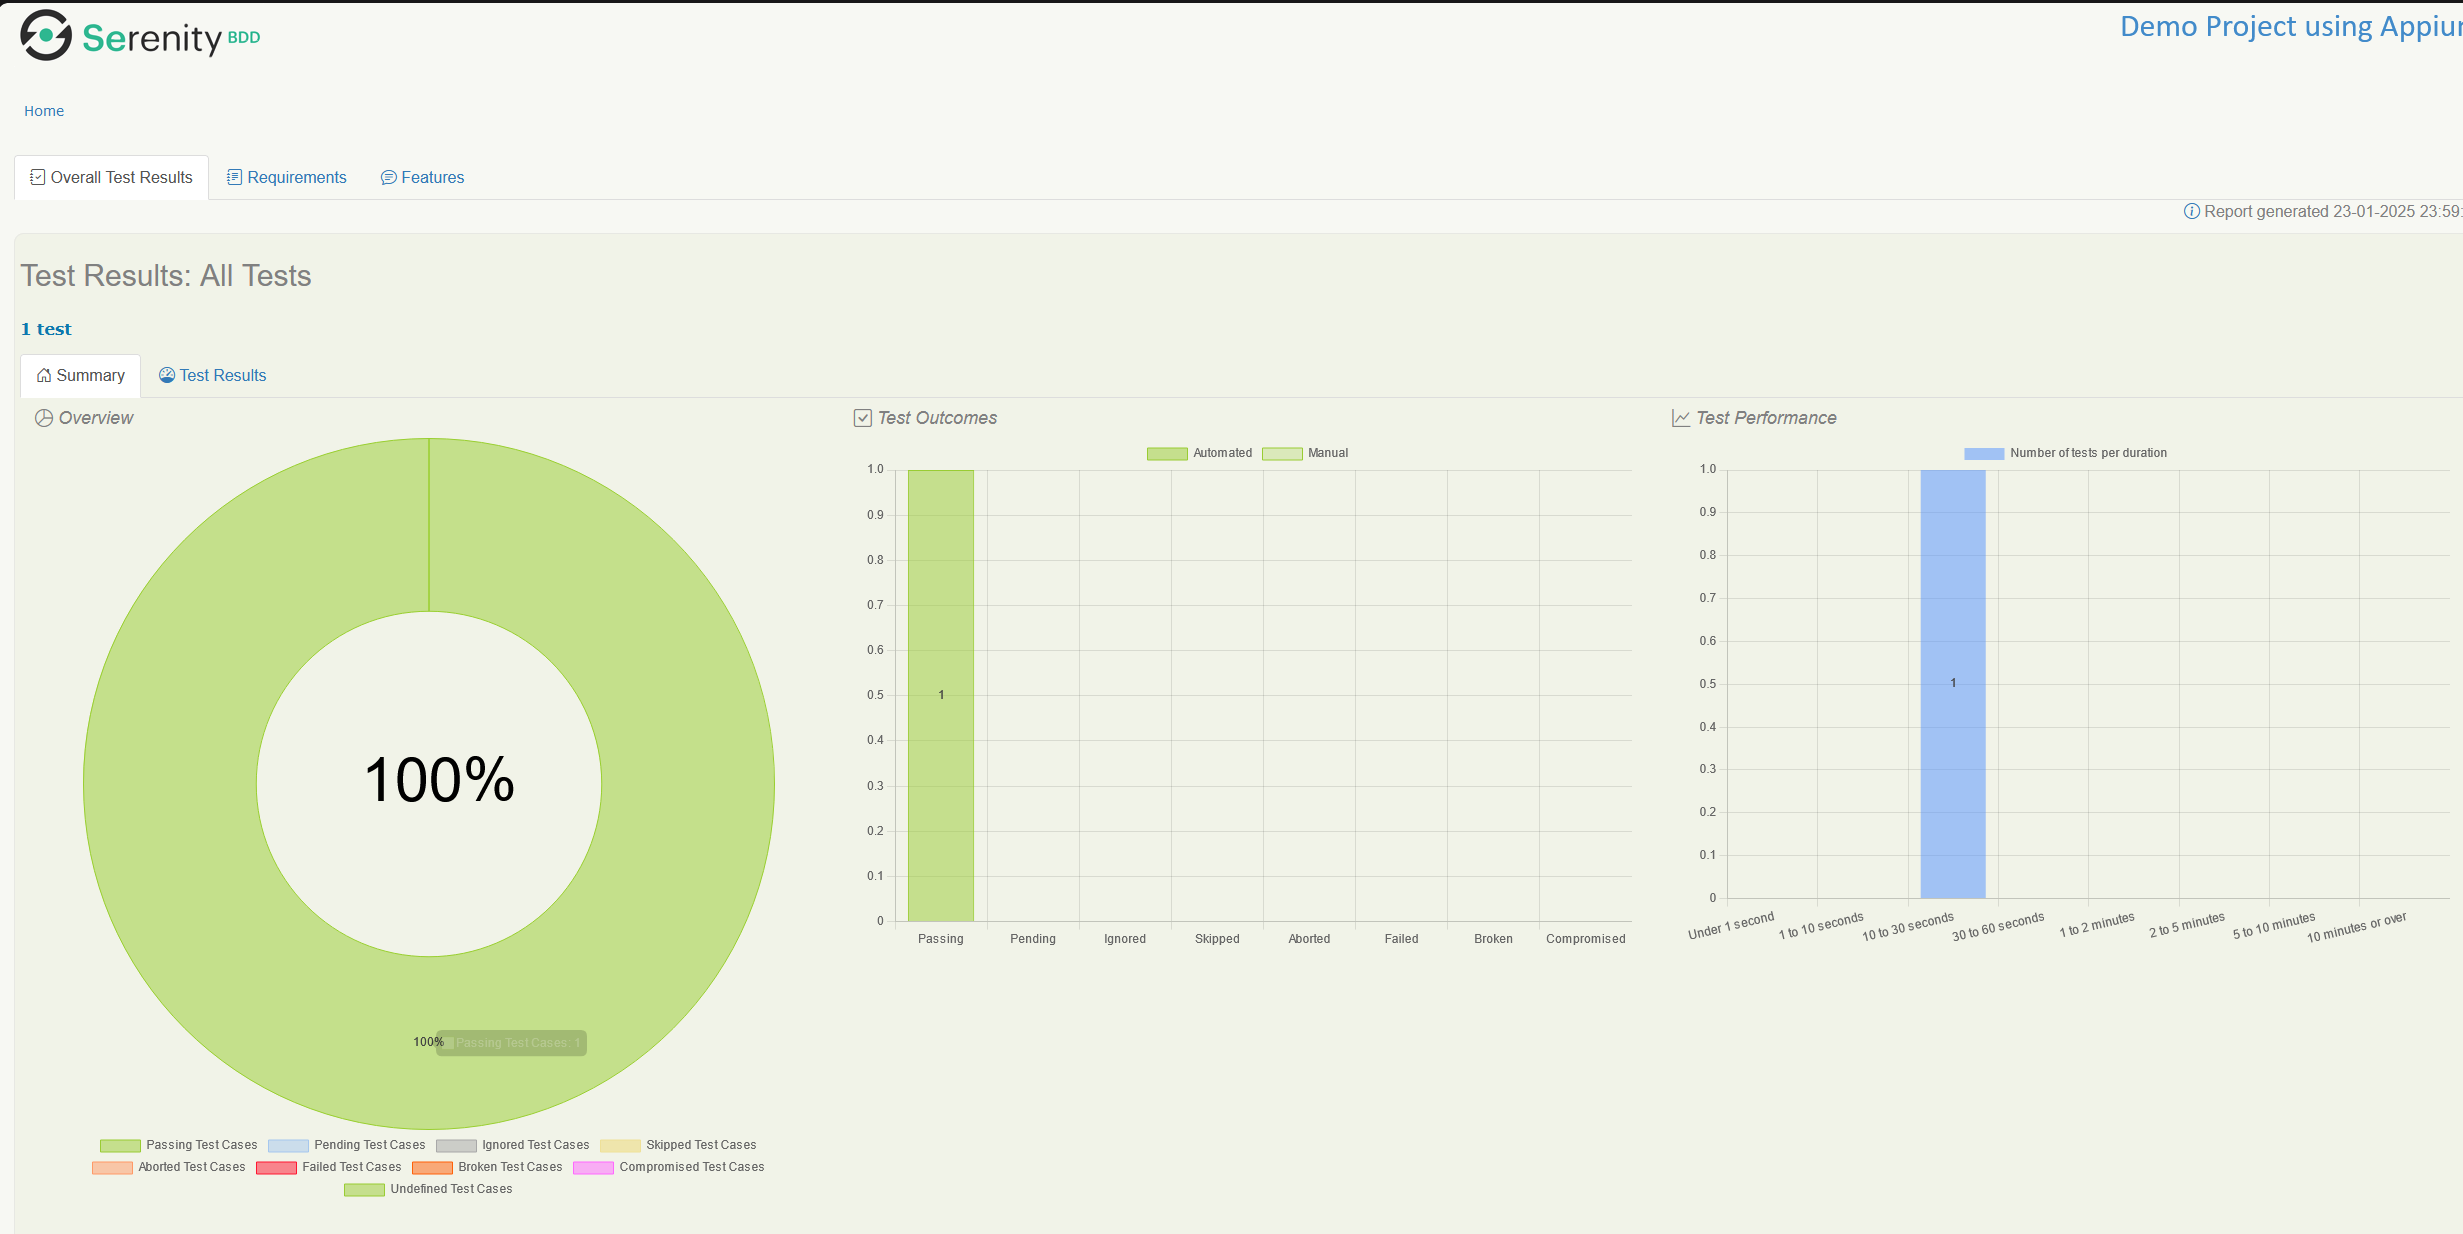 Serenity BDD
Demo Project using Appiu
Home
Overall Test Results
Requirements
Features
Report generated 23-01-2025 23:59:
Test Results: All Tests
1 test
Summary
Test Results
Overview
100%
100%
Passing Test Cases: 1
Passing Test Cases
Pending Test Cases
Ignored Test Cases
Skipped Test Cases
Aborted Test Cases
Failed Test Cases
Broken Test Cases
Compromised Test Cases
Undefined Test Cases
Test Outcomes
Automated
Manual
1.0
0.9
0.8
0.7
0.6
0.5
0.4
0.3
0.2
0.1
0
1
Passing
Pending
Ignored
Skipped
Aborted
Failed
Broken
Compromised
Test Performance
Number of tests per duration
1.0
0.9
0.8
0.7
0.6
0.5
0.4
0.3
0.2
0.1
0
1
Under 1 second
1 to 10 seconds
10 to 30 seconds
30 to 60 seconds
1 to 2 minutes
2 to 5 minutes
5 to 10 minutes
10 minutes or over